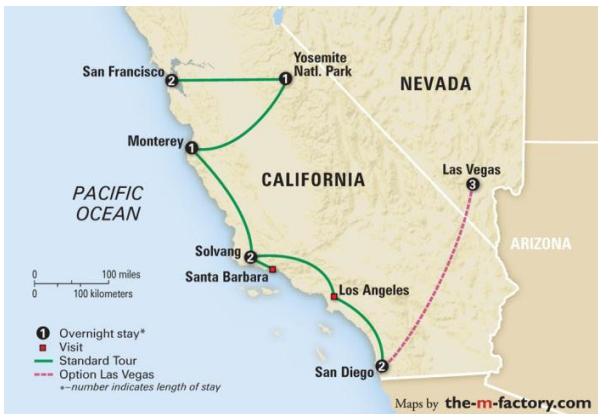 San Francisco
2
Yosemite
Natl. Park
1
NEVADA
Monterey
1
Las Vegas
3
CALIFORNIA
PACIFIC
OCEAN
ARIZONA
Solvang
2
Santa Barbara
Los Angeles
0 100 miles
0 100 kilometers
1 Overnight stay*
Visit
Standard Tour
Option Las Vegas
*–number indicates length of stay
San Diego
2
Maps by the-m-factory.com